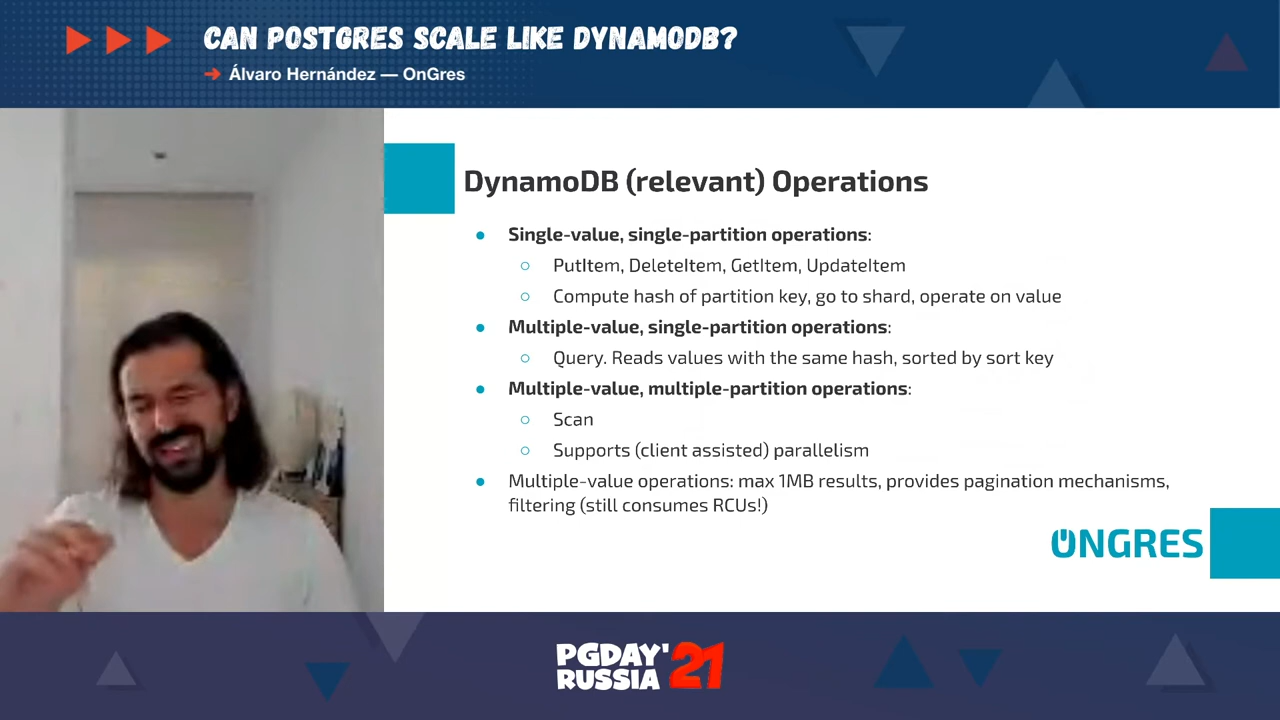 CAN POSTGRES SCALE LIKE DYNAMODB?
Álvaro Hernández — OnGres
DynamoDB (relevant) Operations
Single-value, single-partition operations:
PutItem, DeleteItem, GetItem, UpdateItem
Compute hash of partition key, go to shard, operate on value
Multiple-value, single-partition operations:
Query. Reads values with the same hash, sorted by sort key
Multiple-value, multiple-partition operations:
Scan
Supports (client assisted) parallelism
Multiple-value operations: max 1MB results, provides pagination mechanisms,
filtering (still consumes RCUs!)
ONGRES
PGDAY'21
RUSSIA